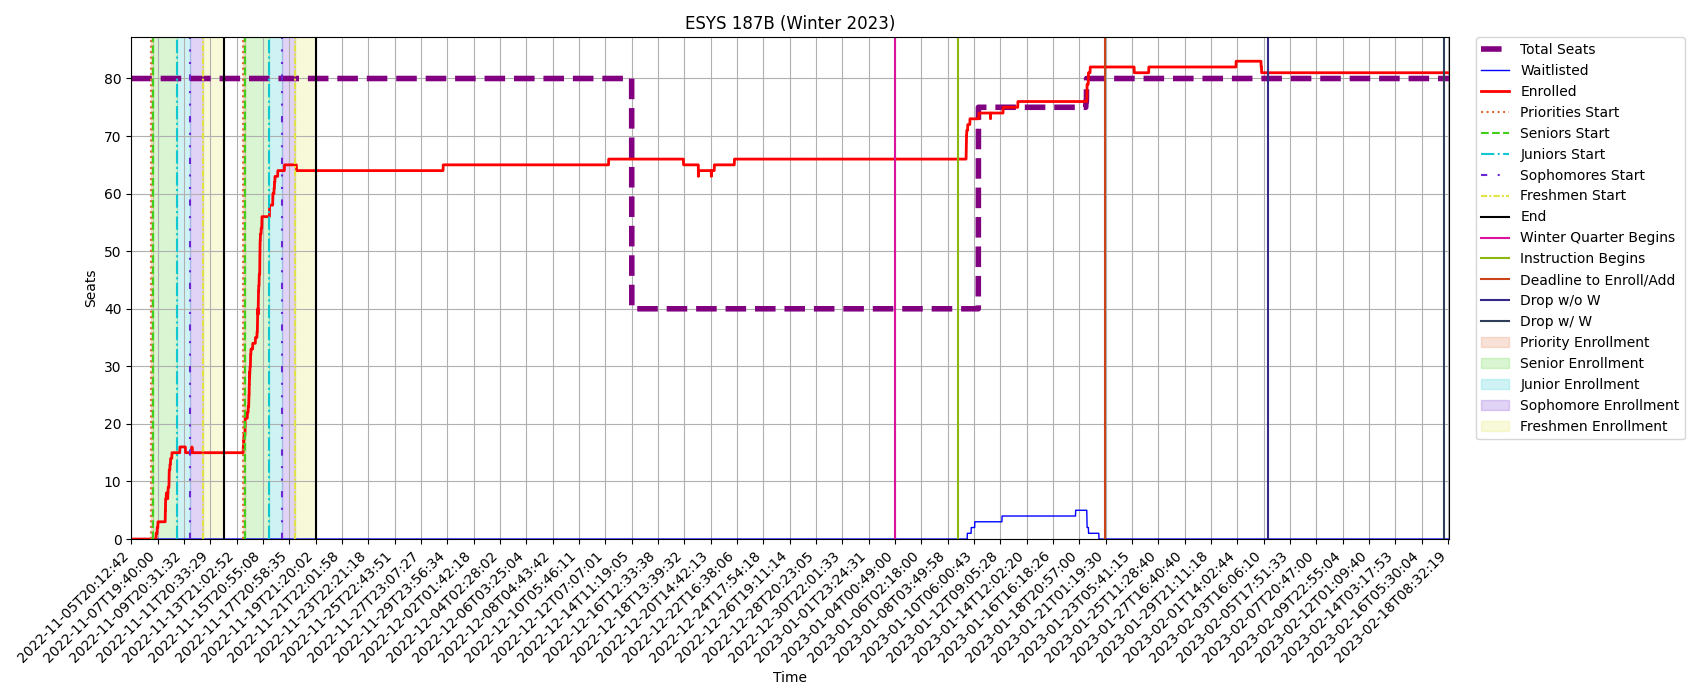 ESYS 187B (Winter 2023)
Seats
80
70
60
50
40
30
20
10
0
2022-11-05T20:12:42
2022-11-07T19:40:00
2022-11-09T20:31:32
2022-11-11T20:33:29
2022-11-13T21:02:52
2022-11-15T20:55:08
2022-11-17T20:58:35
2022-11-19T21:20:02
2022-11-21T22:01:58
2022-11-23T22:21:18
2022-11-25T22:43:51
2022-11-27T23:07:27
2022-11-29T23:56:34
2022-12-02T01:42:18
2022-12-04T02:28:02
2022-12-06T03:25:04
2022-12-08T04:43:42
2022-12-10T05:46:11
2022-12-12T07:07:01
2022-12-14T11:19:05
2022-12-16T12:33:38
2022-12-18T13:39:32
2022-12-20T14:42:13
2022-12-22T16:38:06
2022-12-24T17:54:18
2022-12-26T19:11:14
2022-12-28T20:23:05
2022-12-30T22:01:33
2023-01-01T23:24:31
2023-01-04T00:49:00
2023-01-06T02:18:00
2023-01-08T03:49:58
2023-01-10T06:00:43
2023-01-12T09:05:28
2023-01-14T12:02:20
2023-01-16T16:18:26
2023-01-18T20:57:00
2023-01-21T01:19:30
2023-01-23T05:41:15
2023-01-25T11:28:40
2023-01-27T16:40:40
2023-01-29T21:11:18
2023-02-01T14:02:44
2023-02-03T16:06:10
2023-02-05T17:51:33
2023-02-07T20:47:00
2023-02-09T22:55:04
2023-02-12T01:09:40
2023-02-14T03:17:53
2023-02-16T05:30:04
2023-02-18T08:32:19
Time
Total Seats
Waitlisted
Enrolled
Priorities Start
Seniors Start
Juniors Start
Sophomores Start
Freshmen Start
End
Winter Quarter Begins
Instruction Begins
Deadline to Enroll/Add
Drop w/o W
Drop w/ W
Priority Enrollment
Senior Enrollment
Junior Enrollment
Sophomore Enrollment
Freshmen Enrollment